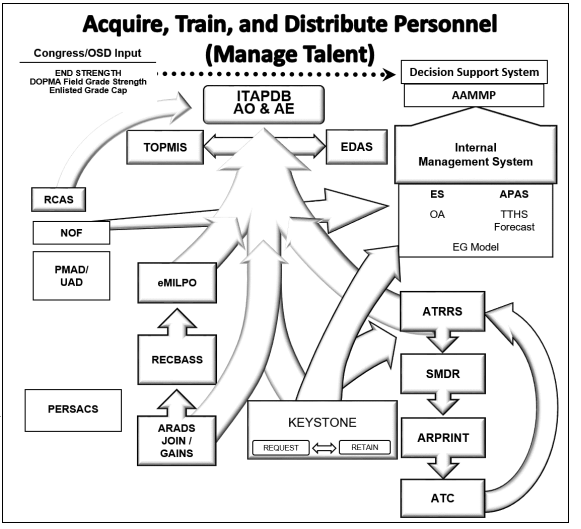 Acquire, Train, and Distribute Personnel
(Manage Talent)
Congress/OSD Input
END STRENGTH
DOPMA Field Grade Strength
Enlisted Grade Cap
Decision Support System
AAMMP
ITAPDB
AO & AE
TOPMIS
EDAS
Internal
Management System
RCAS
ES
APAS
OA
TTHS
Forecast
EG Model
NOF
PMAD/
UAD
eMILPO
ATRRS
RECBASS
SMDR
PERSACS
ARADS
JOIN /
GAINS
KEYSTONE
REQUEST
RETAIN
ARPRINT
ATC